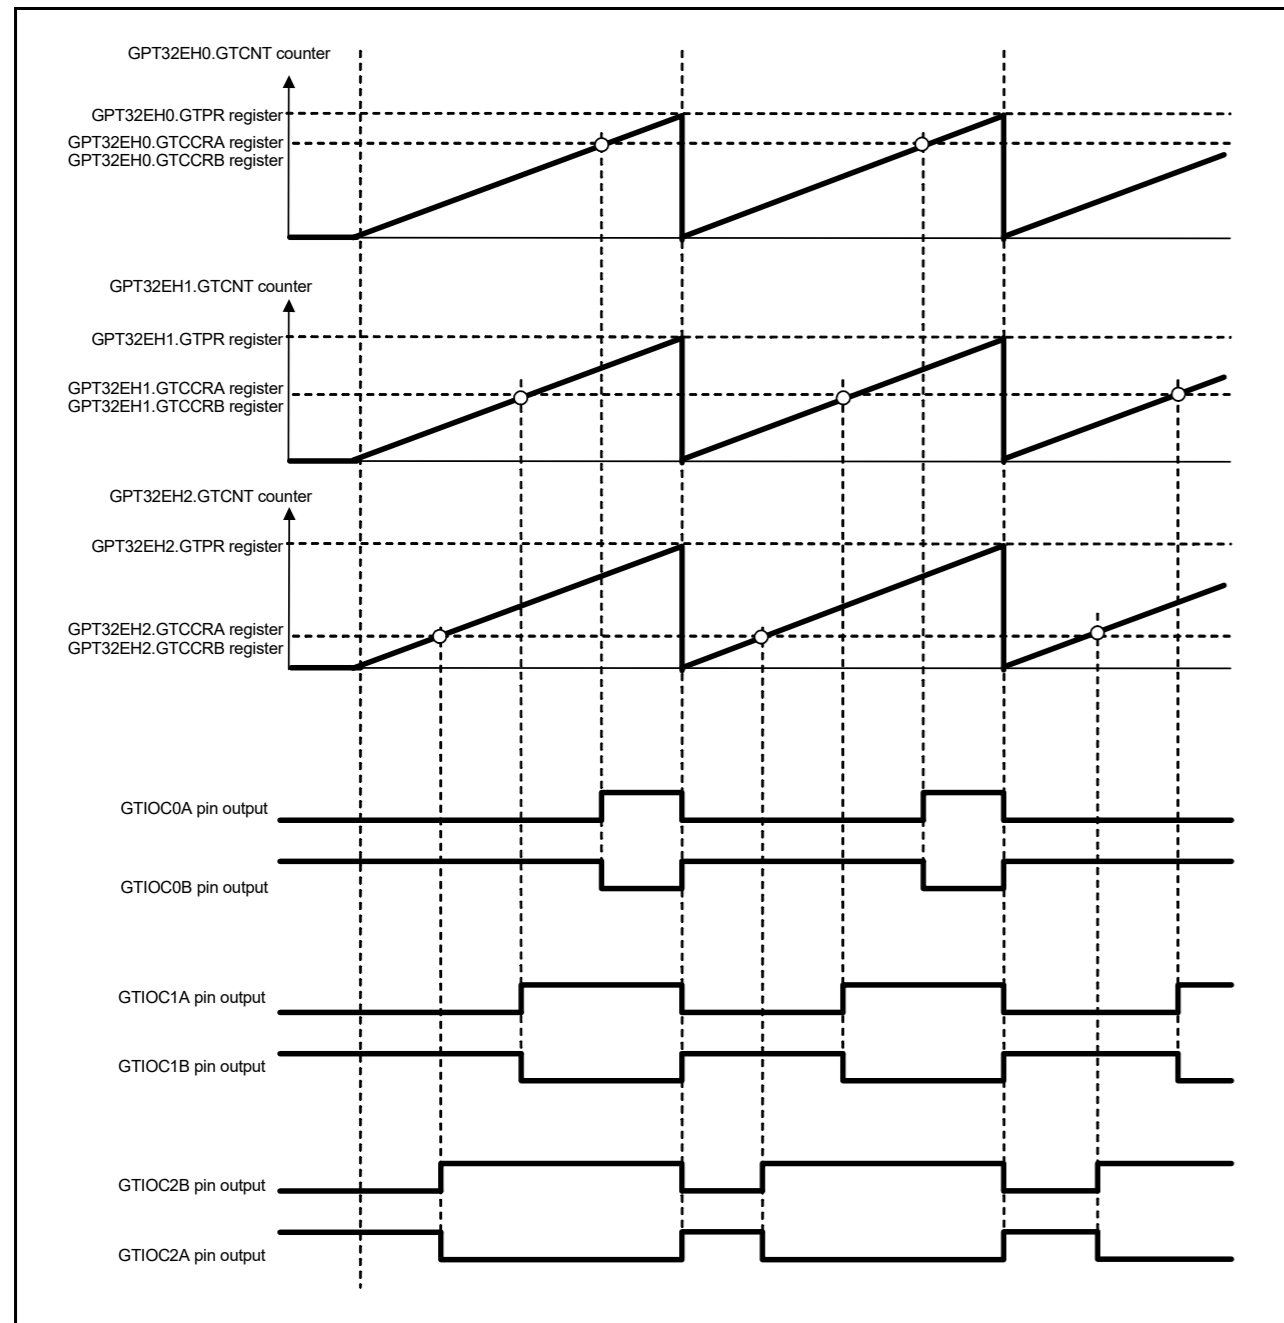 GPT32EH0.GTCNT counter
GPT32EH0.GTPR register
GPT32EH0.GTCCRA register
GPT32EH0.GTCCRB register
GPT32EH1.GTCNT counter
GPT32EH1.GTPR register
GPT32EH1.GTCCRA register
GPT32EH1.GTCCRB register
GPT32EH2.GTCNT counter
GPT32EH2.GTPR register
GPT32EH2.GTCCRA register
GPT32EH2.GTCCRB register
GTIOC0A pin output
GTIOC0B pin output
GTIOC1A pin output
GTIOC1B pin output
GTIOC2B pin output
GTIOC2A pin output